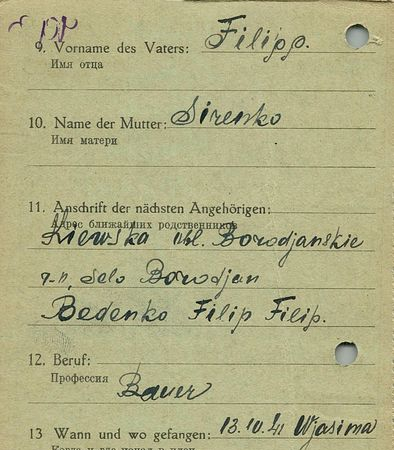 9. Vorname des Vaters: Filipp.
Имя отца
10. Name der Mutter: Sirenko
Имя матери
11. Anschrift der nächsten Angehörigen:
Адрес ближайших родственников
Kiewska obl. Borodjanskie
r-n, selo Borodjan
Bedenko Filip Filip.
12. Beruf:
Профессия
Bauer
13 Wann und wo gefangen: 13.10.41 Wjasima